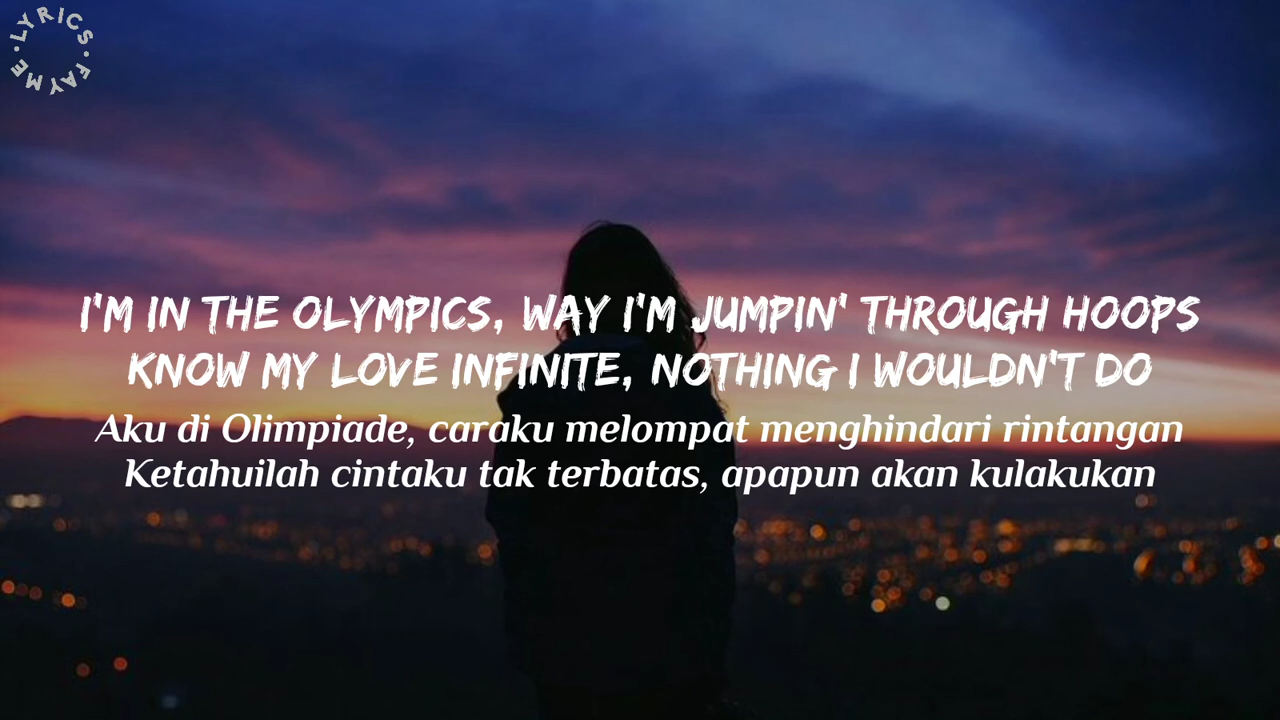 LYRICS • FAYME •
I'M IN THE OLYMPICS, WAY I'M JUMPIN' THROUGH HOOPS
KNOW MY LOVE INFINITE, NOTHING I WOULDN'T DO
Aku di Olimpiade, caraku melompat menghindari rintangan
Ketahuilah cintaku tak terbatas, apapun akan kulakukan